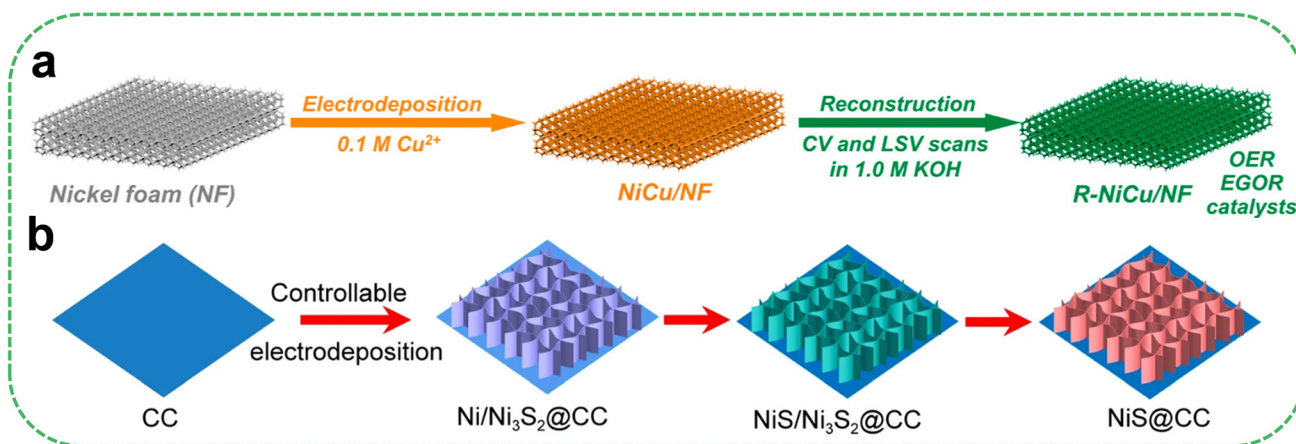 a
Electrodeposition
0.1 M Cu²⁺
Reconstruction
CV and LSV scans
in 1.0 M KOH
Nickel foam (NF)
NiCu/NF
R-NiCu/NF
OER
EGOR
catalysts
b
Controllable
electrodeposition
CC
Ni/Ni₃S₂@CC
NiS/Ni₃S₂@CC
NiS@CC